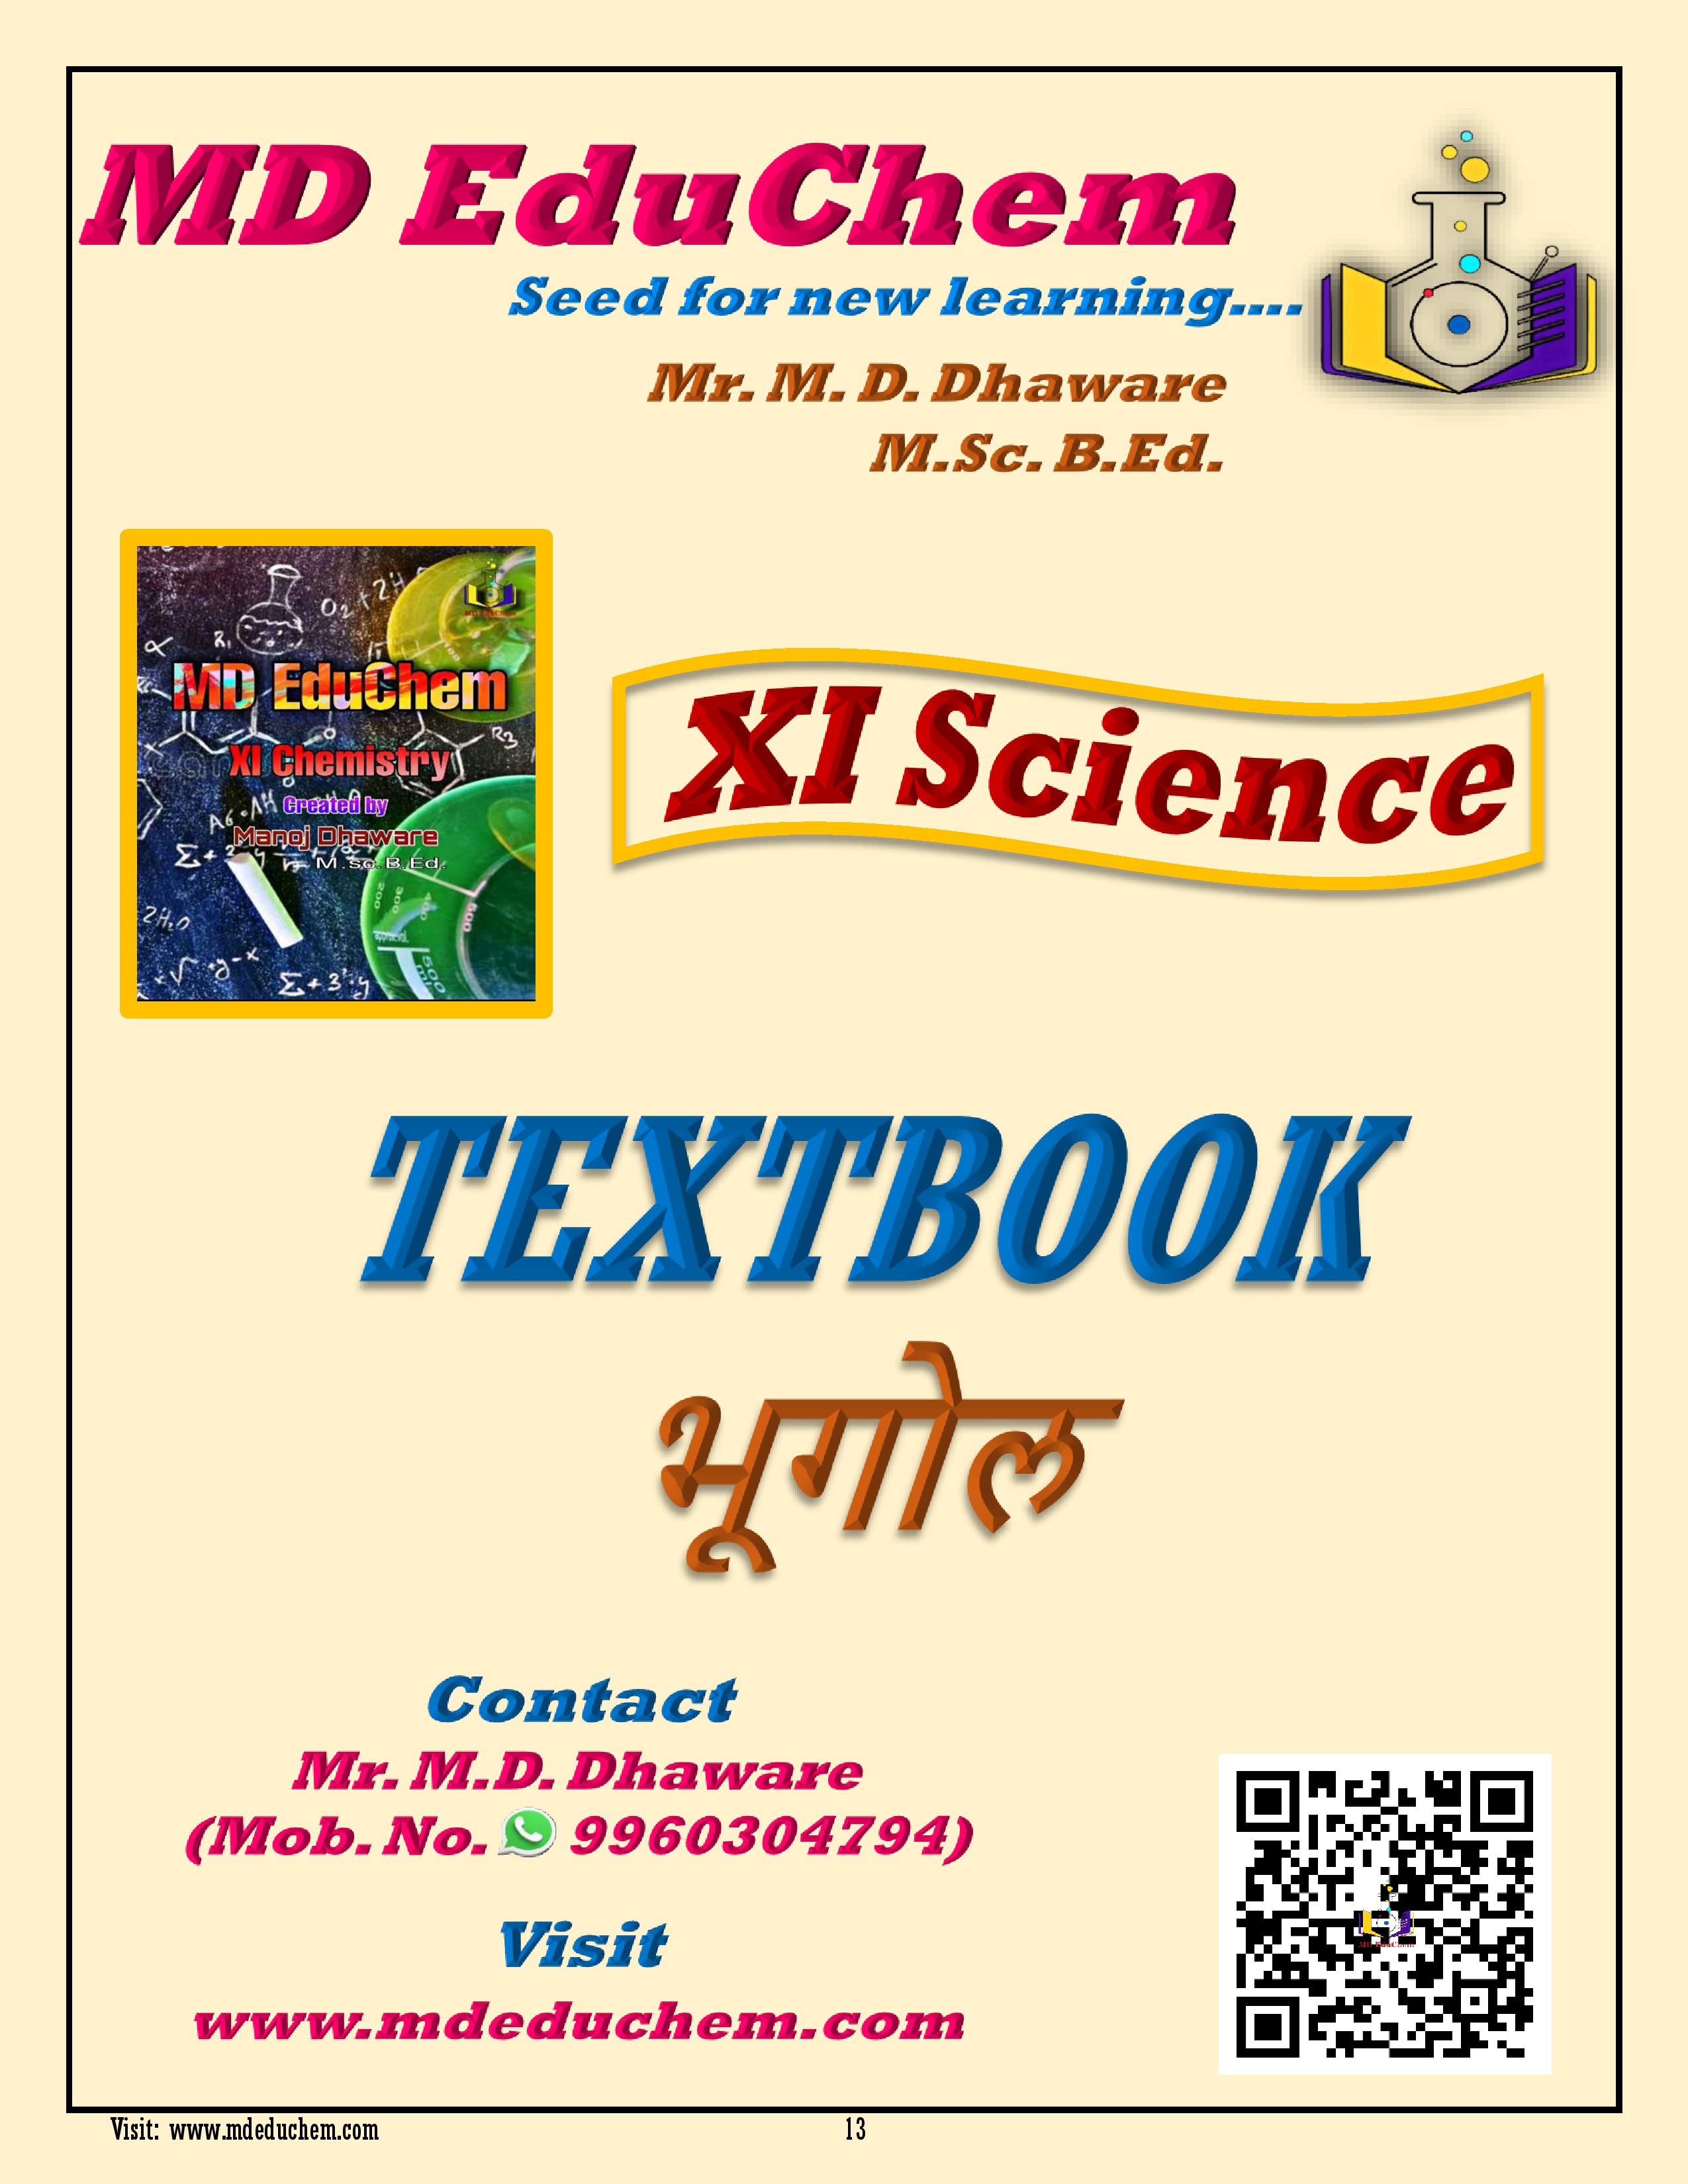 MD EduChem
Seed for new learning....
Mr. M. D. Dhaware
M.Sc. B.Ed.
MD EduChem
XI Chemistry
Created by
Manoj Dhaware
M.sc.B.Ed.
XI Science
TEXTBOOK
भूगोल
Contact
Mr. M.D. Dhaware
(Mob. No. 9960304794)
Visit
www.mdeduchem.com
MD EduChem
Visit: www.mdeduchem.com
13